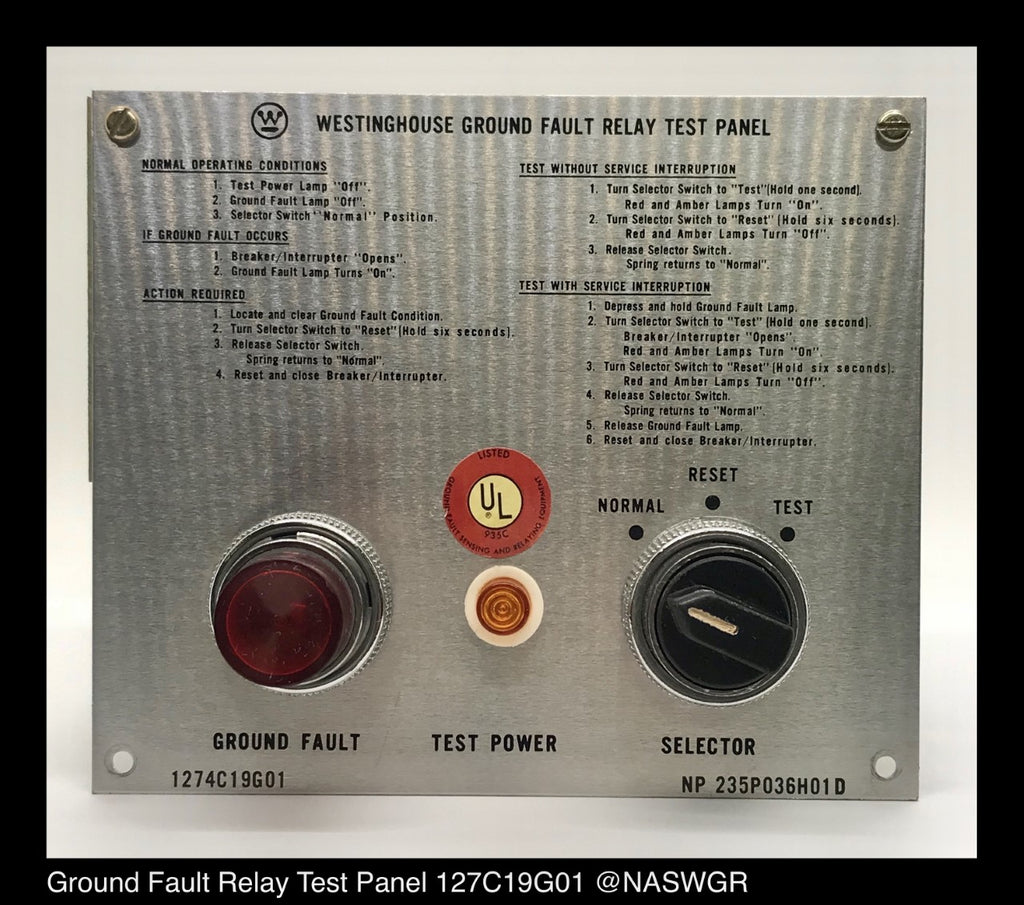 W
WESTINGHOUSE GROUND FAULT RELAY TEST PANEL
NORMAL OPERATING CONDITIONS
1. Test Power Lamp "Off".
2. Ground Fault Lamp "Off".
3. Selector Switch "Normal" Position.
IF GROUND FAULT OCCURS
1. Breaker/Interrupter "Opens".
2. Ground Fault Lamp Turns "On".
ACTION REQUIRED
1. Locate and clear Ground Fault Condition.
2. Turn Selector Switch to "Reset" (Hold six seconds).
3. Release Selector Switch.
Spring returns to "Normal".
4. Reset and close Breaker/Interrupter.
TEST WITHOUT SERVICE INTERRUPTION
1. Turn Selector Switch to "Test"(Hold one second).
Red and Amber Lamps Turn "On".
2. Turn Selector Switch to "Reset" (Hold six seconds).
Red and Amber Lamps Turn "Off".
3. Release Selector Switch.
Spring returns to "Normal".
TEST WITH SERVICE INTERRUPTION
1. Depress and hold Ground Fault Lamp.
2. Turn Selector Switch to "Test" (Hold one second).
Breaker/Interrupter "Opens".
Red and Amber Lamps Turn "On".
3. Turn Selector Switch to "Reset" (Hold six seconds).
Red and Amber Lamps Turn "Off".
4. Release Selector Switch.
Spring returns to "Normal".
5. Release Ground Fault Lamp.
6. Reset and close Breaker/Interrupter.
LISTED
UL
®
935C
GROUND FAULT SENSING AND RELAYING EQUIPMENT
RESET
NORMAL
TEST
GROUND FAULT
TEST POWER
SELECTOR
1274C19G01
NP 235P036H01D
Ground Fault Relay Test Panel 127C19G01 @NASWGR